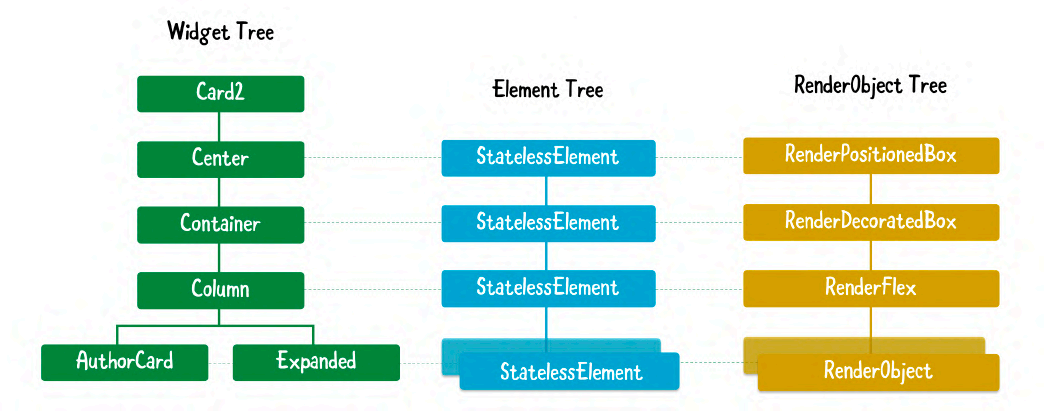 Widget Tree
Element Tree
RenderObject Tree
Card2
Center
StatelessElement
RenderPositionedBox
Container
StatelessElement
RenderDecoratedBox
Column
StatelessElement
RenderFlex
AuthorCard
Expanded
StatelessElement
RenderObject